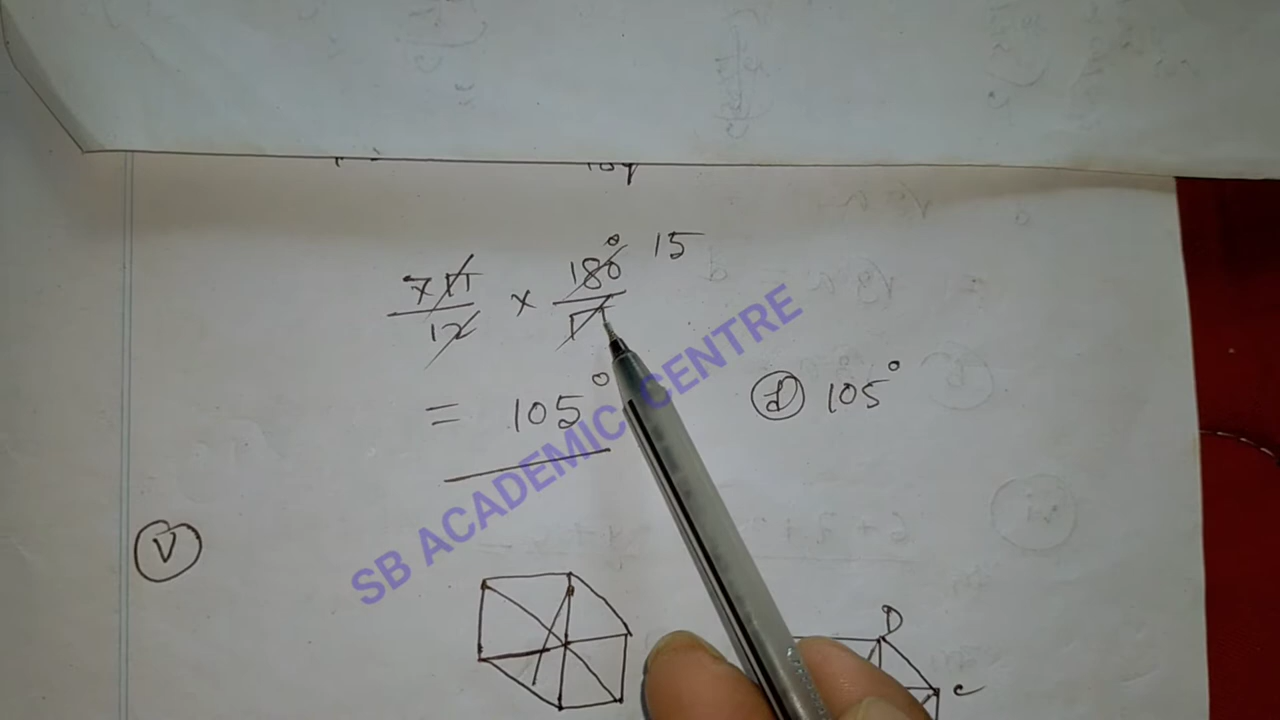 7π/12 × 180°/π 15
= 105° (d) 105°
SB ACADEMIC CENTRE
(V)
D
c